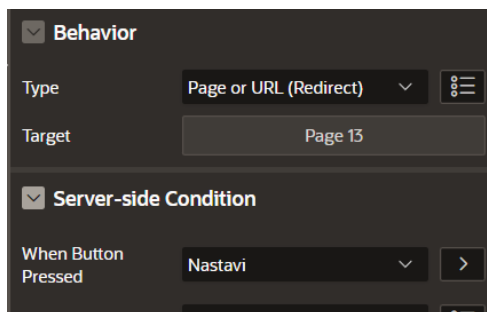 Behavior
Type Page or URL (Redirect)
Target Page 13
Server-side Condition
When Button
Pressed Nastavi